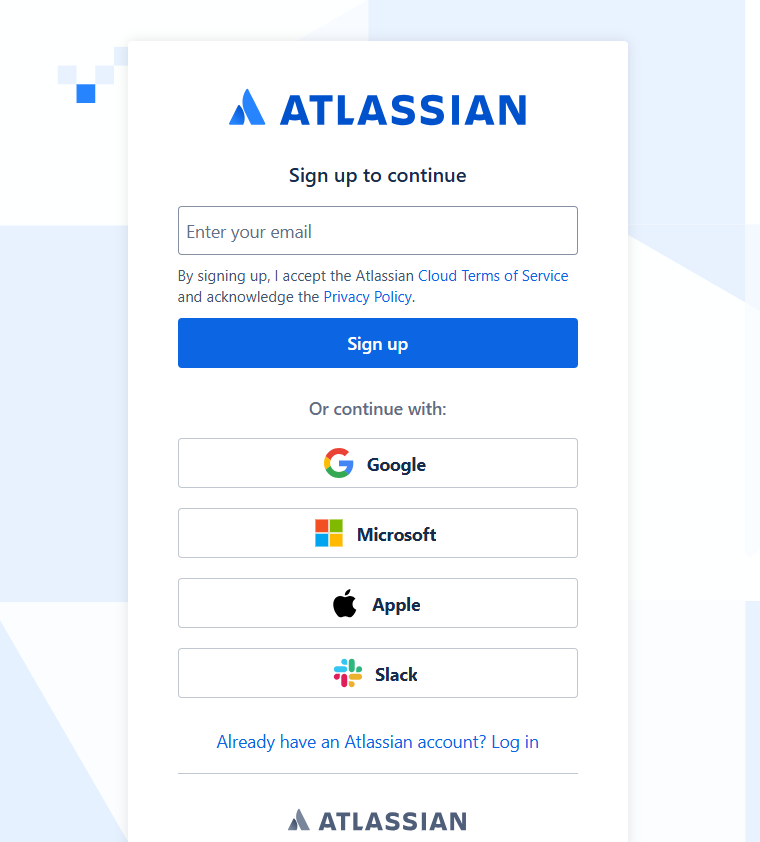 ATLASSIAN
Sign up to continue
Enter your email
By signing up, I accept the Atlassian Cloud Terms of Service
and acknowledge the Privacy Policy.
Sign up
Or continue with:
Google
Microsoft
Apple
Slack
Already have an Atlassian account? Log in
ATLASSIAN